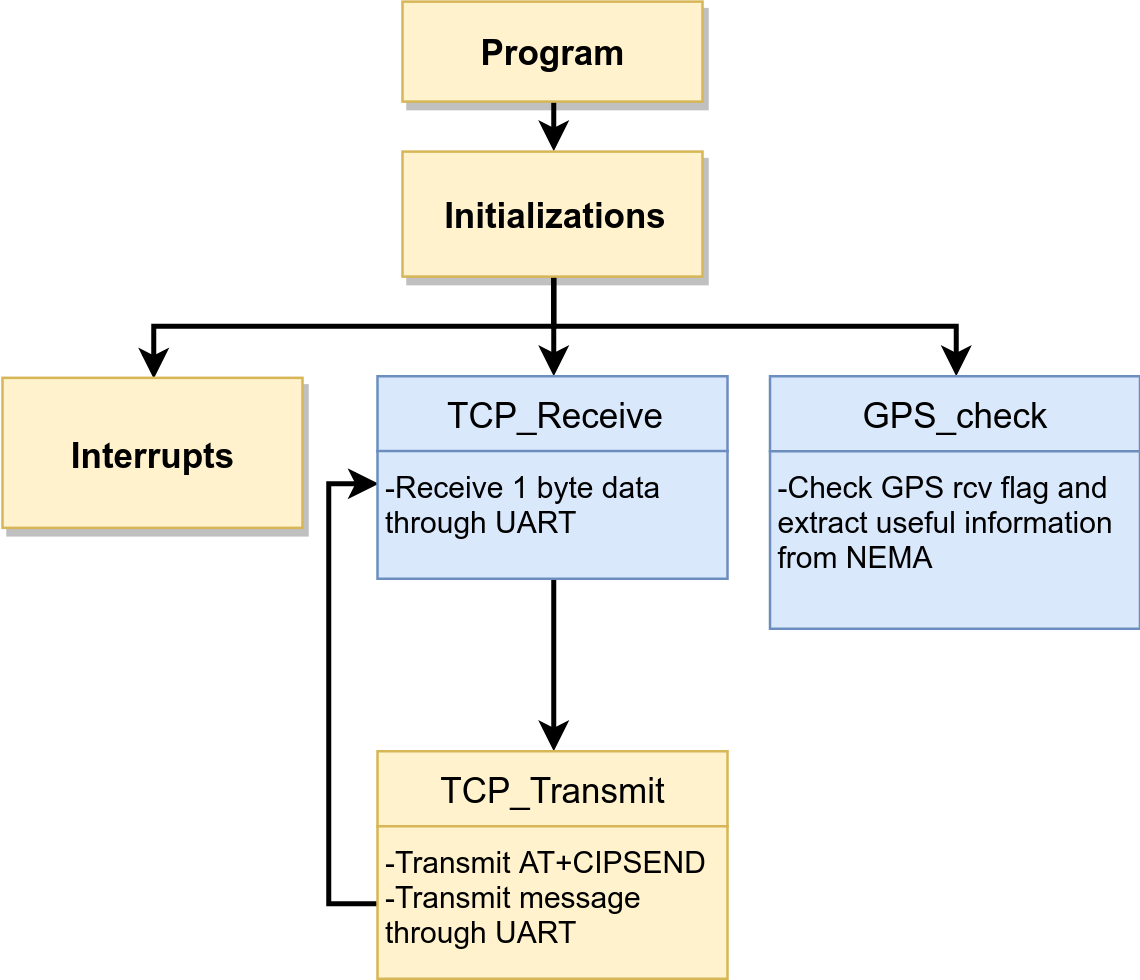 Program
Initializations
Interrupts
TCP_Receive
-Receive 1 byte data
through UART
GPS_check
-Check GPS rcv flag and
extract useful information
from NEMA
TCP_Transmit
-Transmit AT+CIPSEND
-Transmit message
through UART